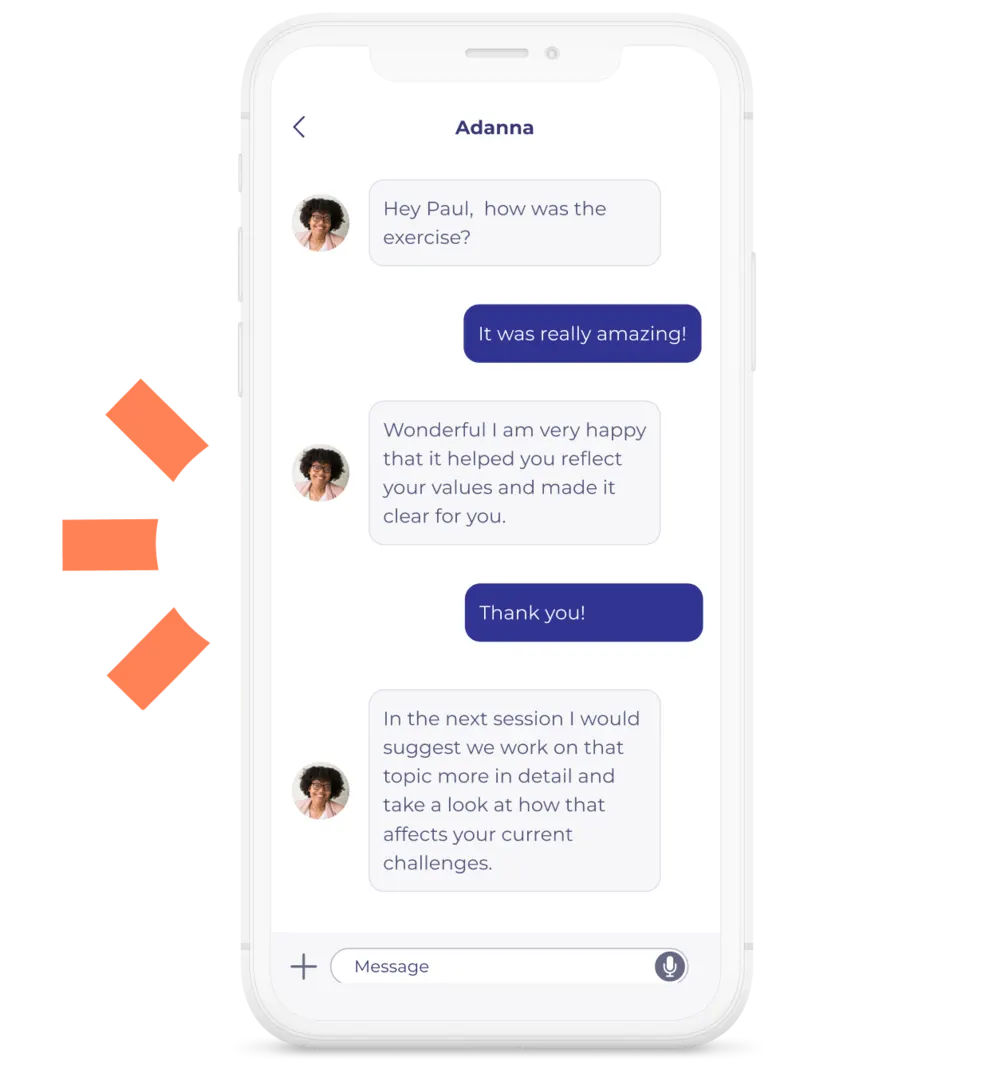 Adanna
Hey Paul,  how was the
exercise?
It was really amazing!
Wonderful I am very happy
that it helped you reflect
your values and made it
clear for you.
Thank you!
In the next session I would
suggest we work on that
topic more in detail and
take a look at how that
affects your current
challenges.
Message